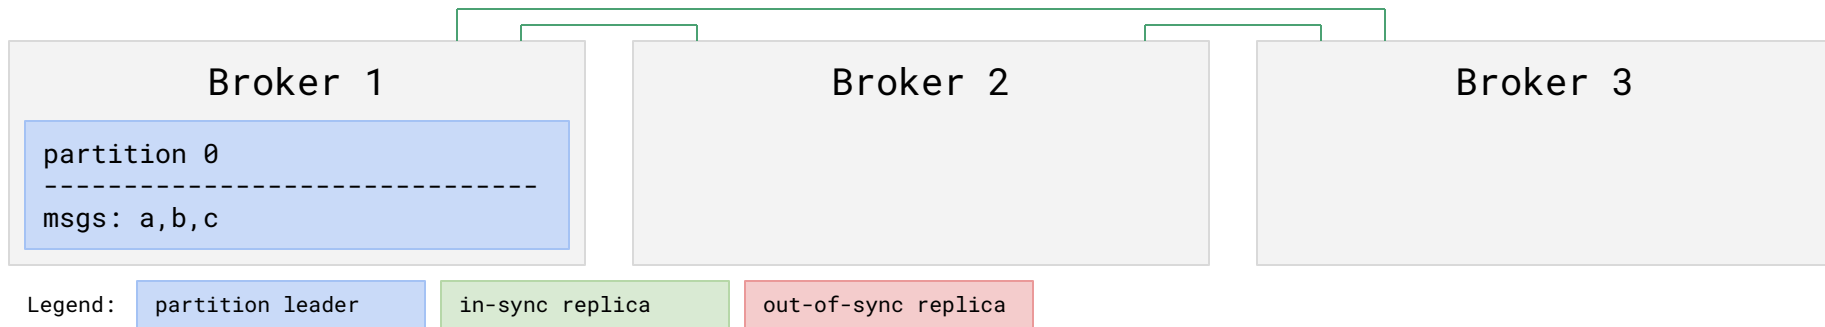 Broker 1
Broker 2
Broker 3
partition 0
-------------------------------
msgs: a,b,c
Legend:
partition leader
in-sync replica
out-of-sync replica